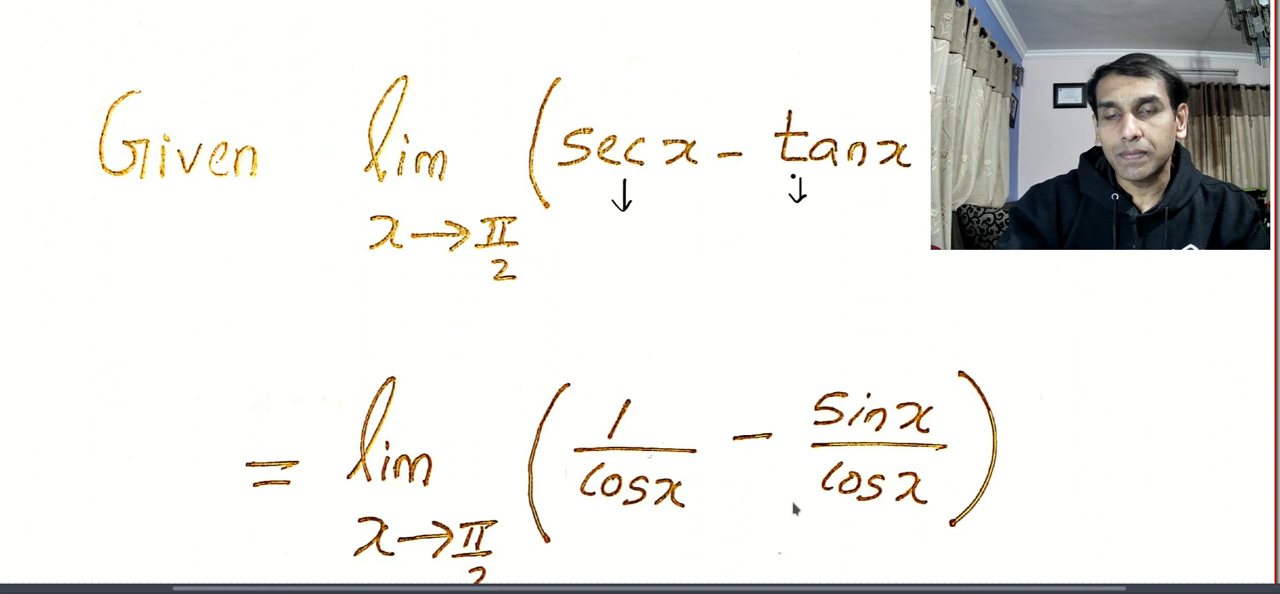 Given lim (sec x - tan x
x → π/2
= lim ( 1/cos x - sin x/cos x )
x → π/2